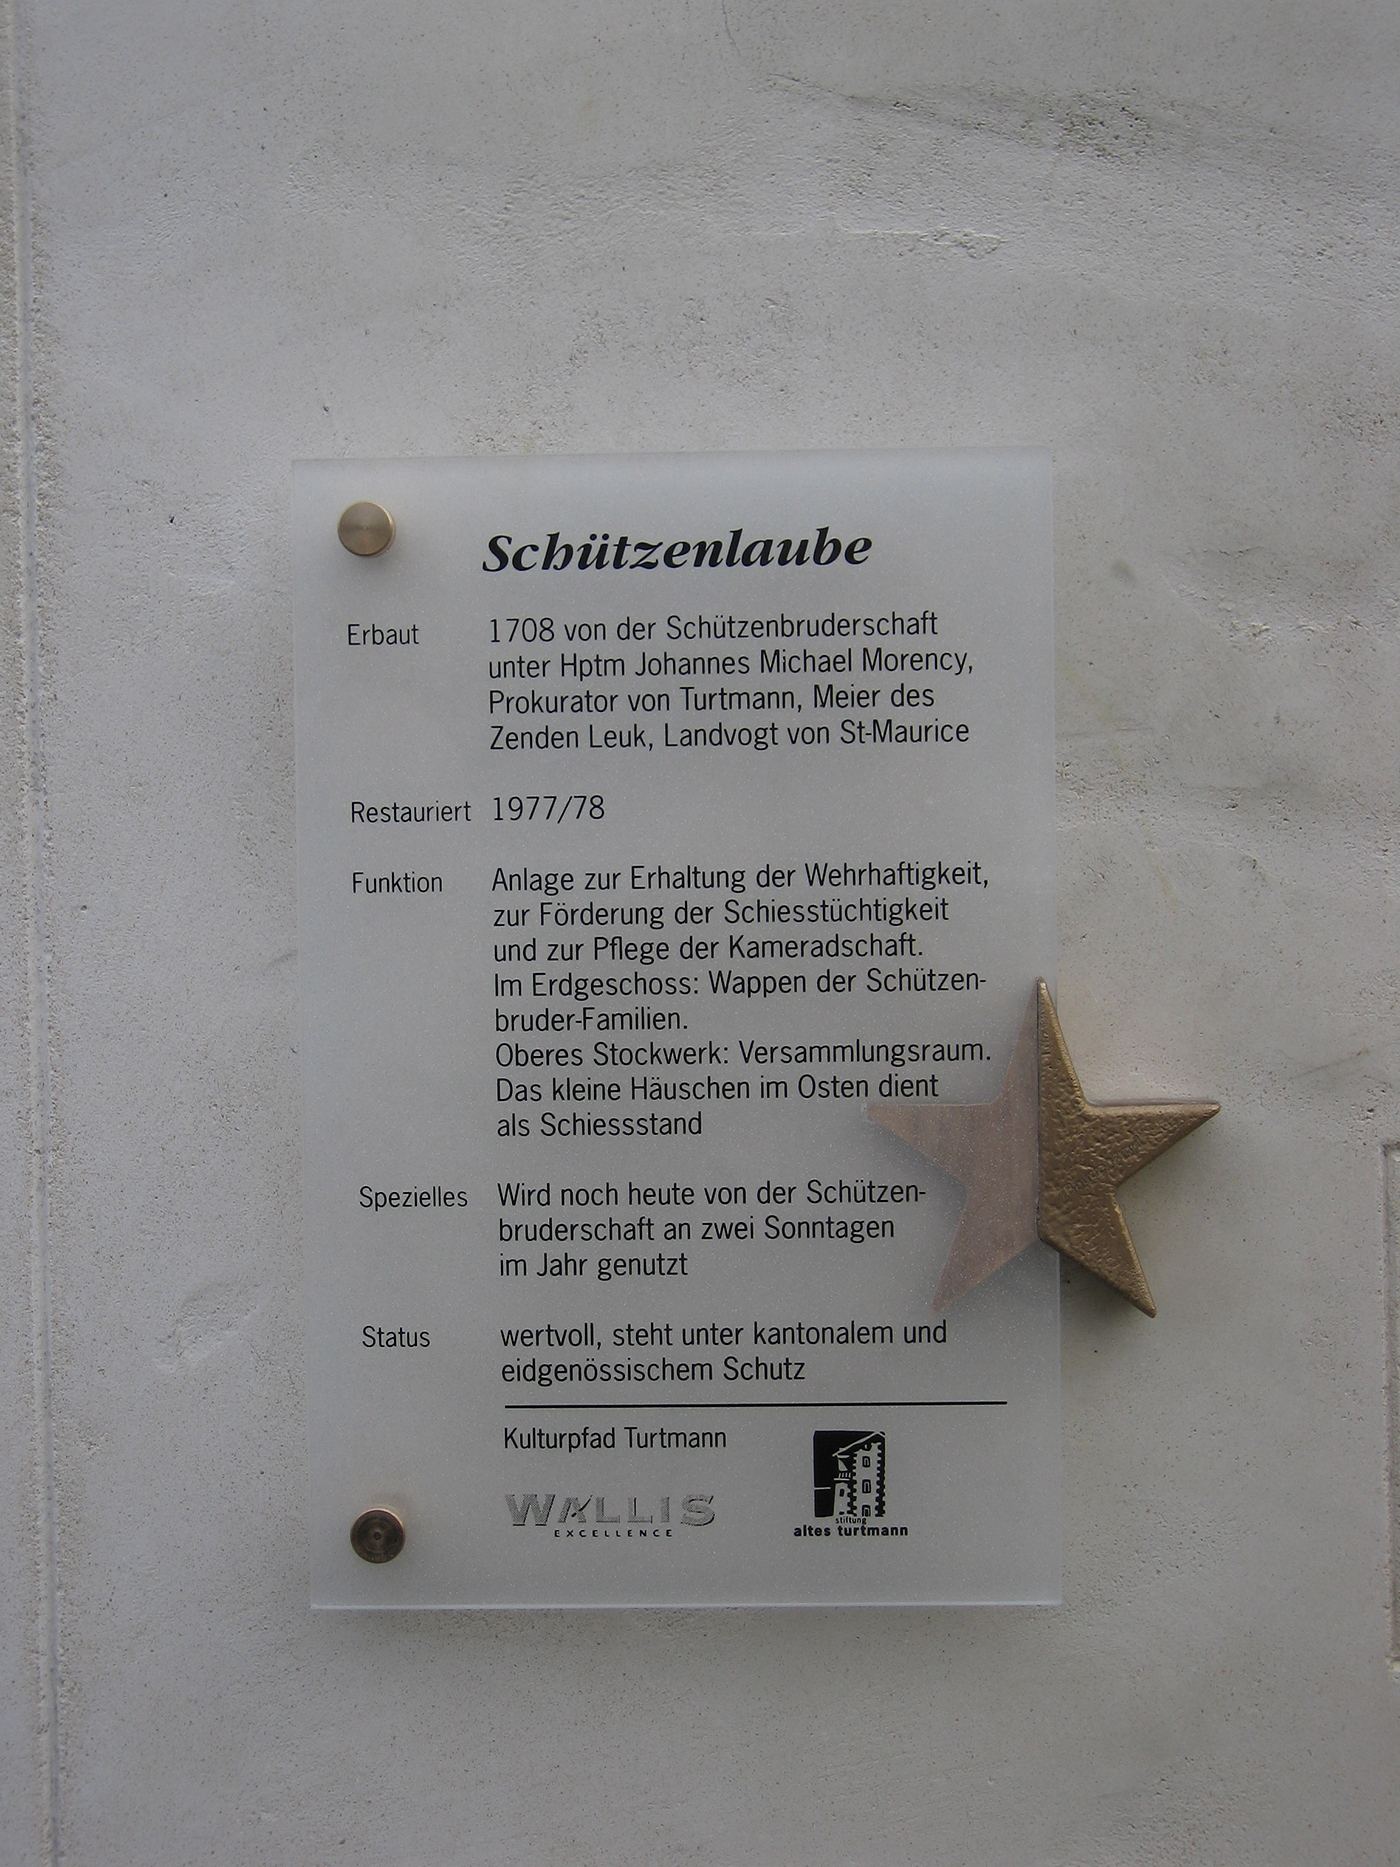 Schützenlaube
Erbaut 1708 von der Schützenbruderschaft
unter Hptm Johannes Michael Morency,
Prokurator von Turtmann, Meier des
Zenden Leuk, Landvogt von St-Maurice
Restauriert 1977/78
Funktion Anlage zur Erhaltung der Wehrhaftigkeit,
zur Förderung der Schiesstüchtigkeit
und zur Pflege der Kameradschaft.
Im Erdgeschoss: Wappen der Schützen-
bruder-Familien.
Oberes Stockwerk: Versammlungsraum.
Das kleine Häuschen im Osten dient
als Schiessstand
Spezielles Wird noch heute von der Schützen-
bruderschaft an zwei Sonntagen
im Jahr genutzt
Status wertvoll, steht unter kantonalem und
eidgenössischem Schutz
Kulturpfad Turtmann
WALLIS
EXCELLENCE
stiftung
altes turtmann